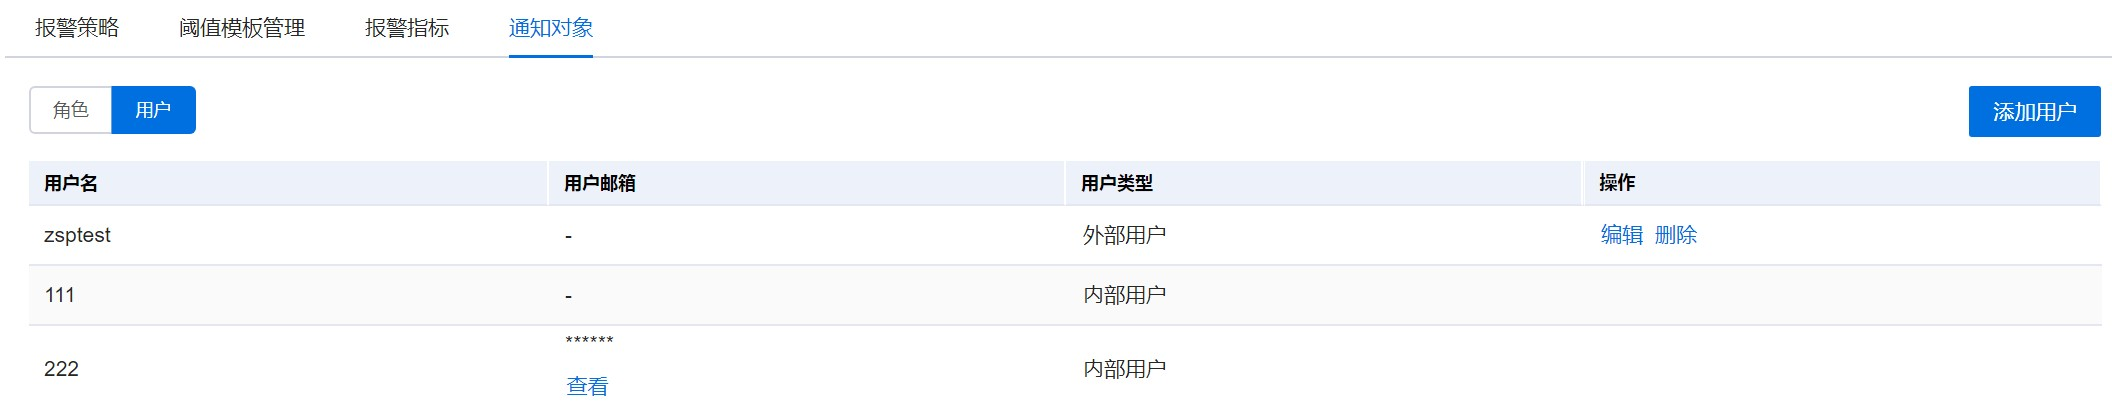 报警策略 阈值模板管理 报警指标 通知对象
角色 用户 添加用户
用户名 用户邮箱 用户类型 操作
zsptest - 外部用户 编辑 删除
111 - 内部用户
******
222 内部用户
查看